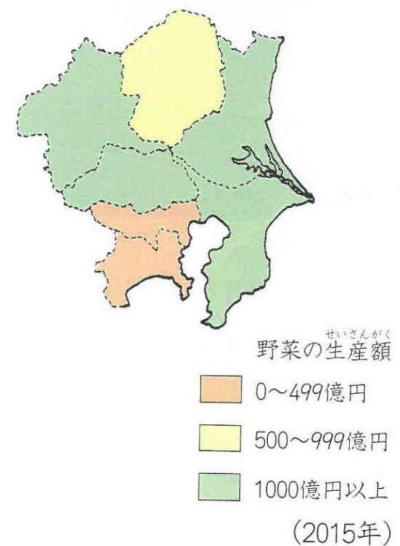 せいさんがく
野菜の生産額
0〜499億円
500〜999億円
1000億円以上
(2015年)